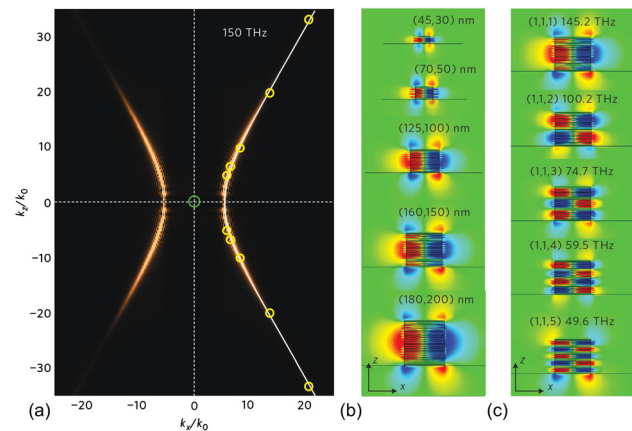 150 THz
30
20
10
0
−10
−20
−30
k_z/k_0
−20
−10
0
10
20
k_x/k_0
(a)
(45,30) nm
(70,50) nm
(125,100) nm
(160,150) nm
(180,200) nm
z
x
(b)
(1,1,1) 145.2 THz
(1,1,2) 100.2 THz
(1,1,3) 74.7 THz
(1,1,4) 59.5 THz
(1,1,5) 49.6 THz
z
x
(c)